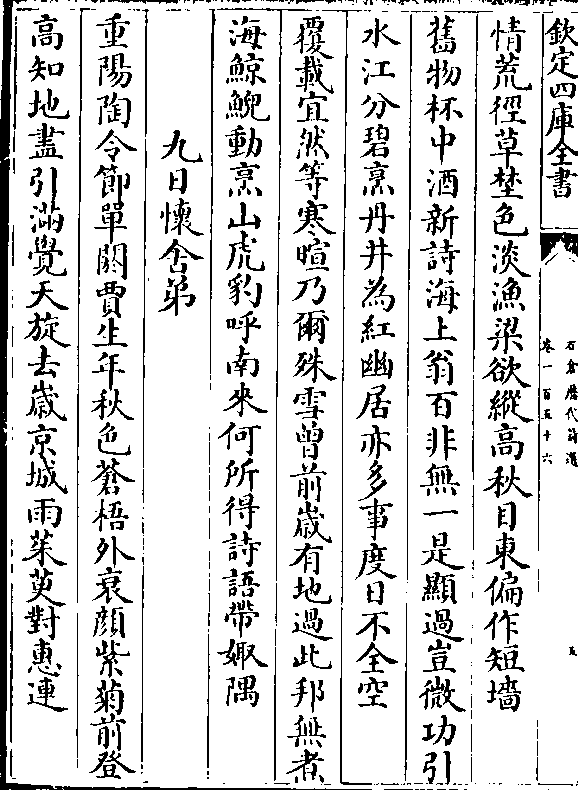 欽定四庫全書
石倉歷代詩選
卷一百五十六
五
情荒徑草埜色淡漁梁欲縱高秋目東偏作短墻
舊物杯中酒新詩海上翁百非無一是顯過豈微功引
水江分碧烹丹井為紅幽居亦多事度日不全空
覆載宜然等寒暄乃爾殊雪曾前歲有地過此邦無煮
海鯨鯢動烹山虎豹呼南來何所得詩語帶娵隅
九日懷舍弟
重陽陶令節單閼賈生年秋色蒼梧外衰顏紫菊前登
高知地盡引滿覺天旋去歲京城雨茱萸對惠連